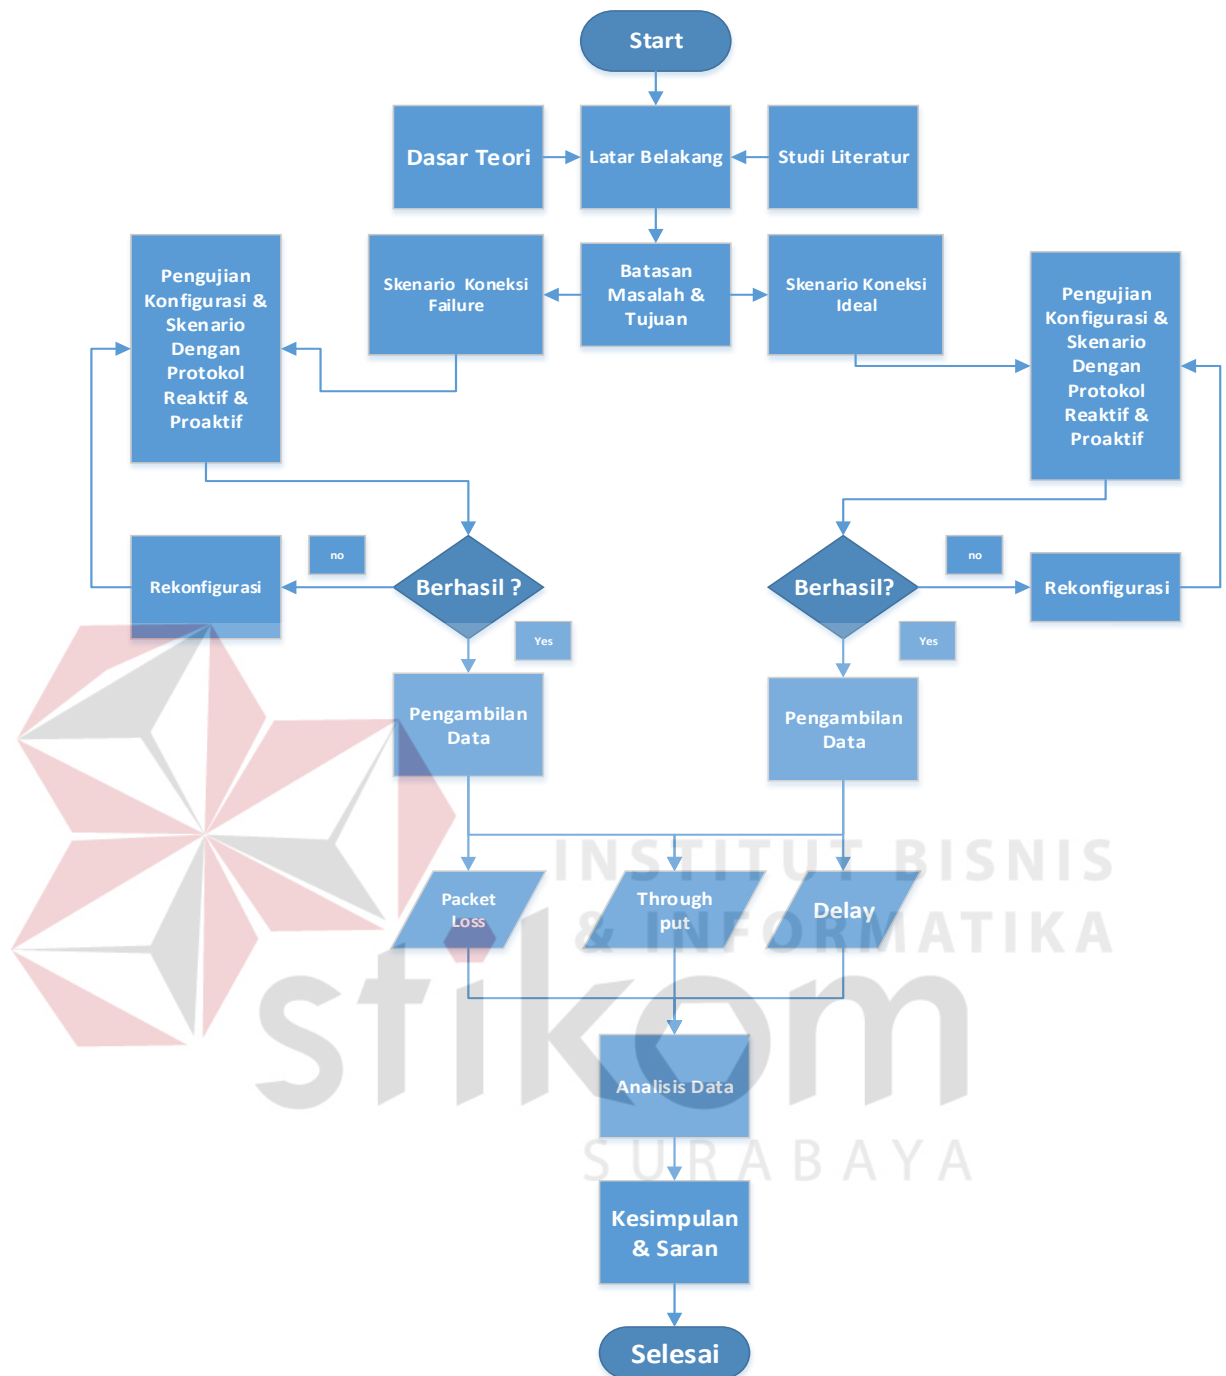 Start
Dasar Teori
Latar Belakang
Studi Literatur
Skenario Koneksi
Failure
Batasan
Masalah &
Tujuan
Skenario Koneksi
Ideal
Pengujian
Konfigurasi &
Skenario
Dengan
Protokol
Reaktif &
Proaktif
Pengujian
Konfigurasi &
Skenario
Dengan
Protokol
Reaktif &
Proaktif
Rekonfigurasi
no
Berhasil ?
Yes
Berhasil?
no
Rekonfigurasi
Yes
Pengambilan
Data
Pengambilan
Data
Packet
Loss
Through
put
Delay
INSTITUT BISNIS
& INFORMATIKA
stikom
SURABAYA
Analisis Data
Kesimpulan
& Saran
Selesai